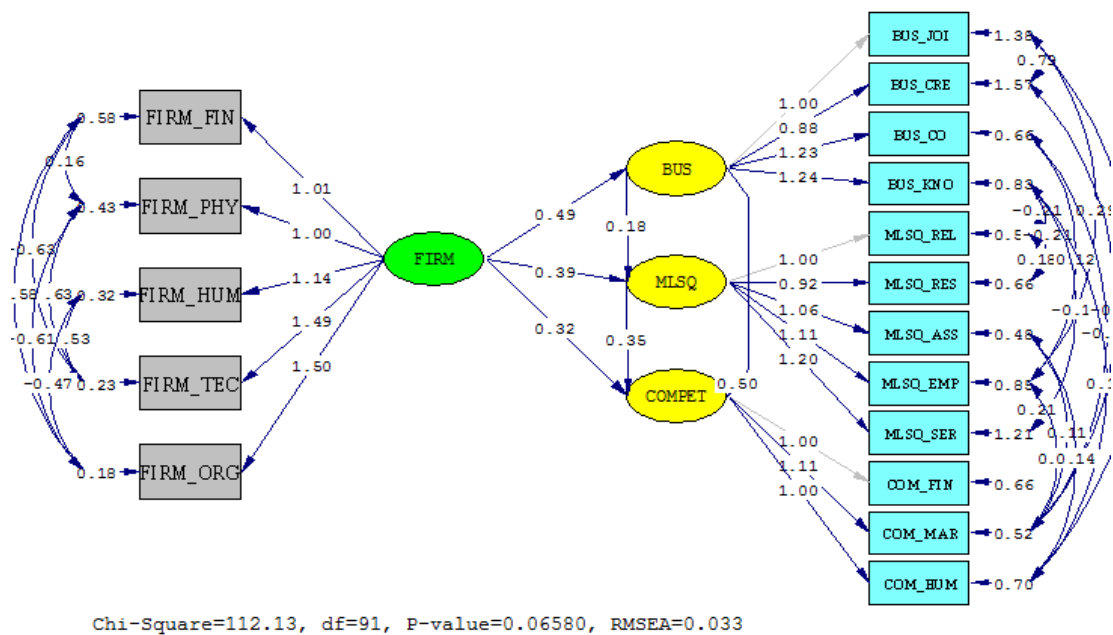 BUS_JOI
1.38
0.79
BUS_CRE
1.57
FIRM_FIN
0.58
1.00
0.88
BUS_CO
0.66
0.16
1.23
BUS
1.24
BUS_KNO
0.83
1.01
0.43
FIRM_PHY
0.49
-0.21
1.00
0.18
MLSQ_REL
-0.21
-0.63
FIRM
1.00
1.14
0.39
MLSQ
0.92
MLSQ_RES
0.66
0.32
FIRM_HUM
1.06
1.49
0.32
1.11
MLSQ_ASS
0.48
-0.61
0.35
1.20
1.50
-0.47
0.23
FIRM_TEC
COMPET
0.50
MLSQ_EMP
0.85
0.21
MLSQ_SER
1.21
0.11
1.00
0.14
0.18
FIRM_ORG
1.11
COM_FIN
0.66
1.00
COM_MAR
0.52
COM_HUM
0.70
Chi-Square=112.13, df=91, P-value=0.06580, RMSEA=0.033